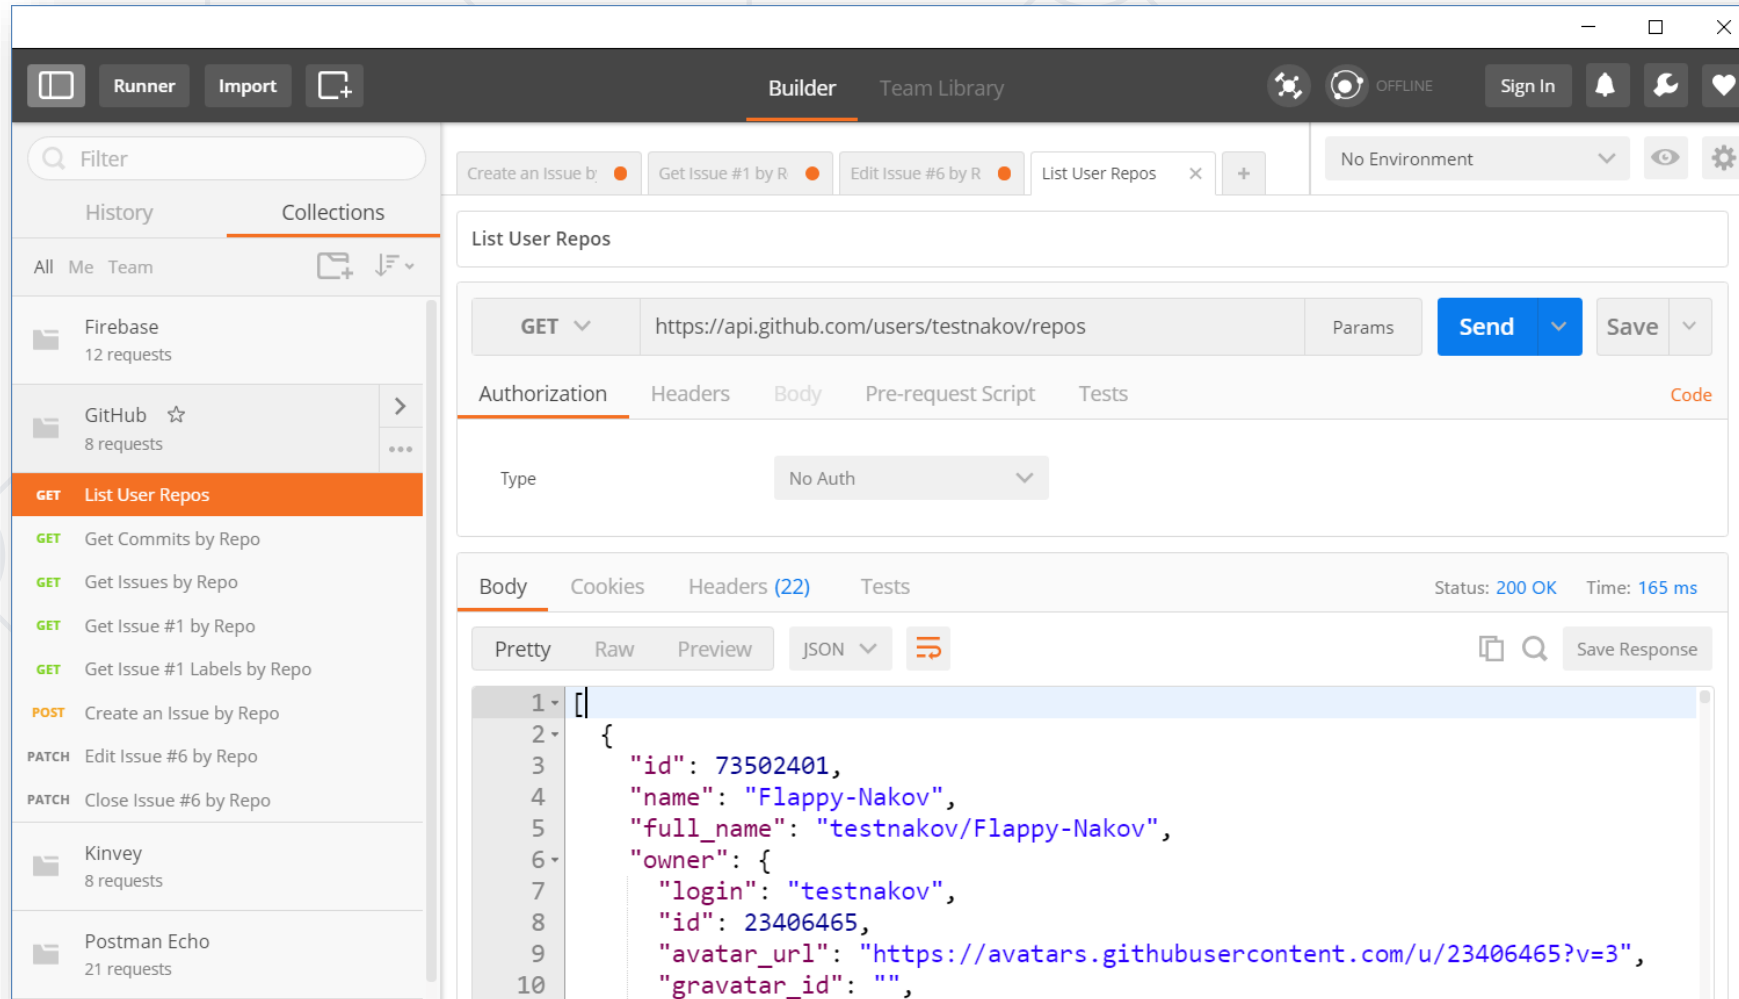 Runner Import Builder Team Library OFFLINE Sign In
Filter
History Collections
All Me Team
Firebase
12 requests
GitHub
8 requests
GET List User Repos
GET Get Commits by Repo
GET Get Issues by Repo
GET Get Issue #1 by Repo
GET Get Issue #1 Labels by Repo
POST Create an Issue by Repo
PATCH Edit Issue #6 by Repo
PATCH Close Issue #6 by Repo
Kinvey
8 requests
Postman Echo
21 requests
Create an Issue by Get Issue #1 by R Edit Issue #6 by R List User Repos × +
No Environment
List User Repos
GET https://api.github.com/users/testnakov/repos Params Send Save
Authorization Headers Body Pre-request Script Tests Code
Type No Auth
Body Cookies Headers (22) Tests Status: 200 OK Time: 165 ms
Pretty Raw Preview JSON Save Response
1 [
2 {
3 "id": 73502401,
4 "name": "Flappy-Nakov",
5 "full_name": "testnakov/Flappy-Nakov",
6 "owner": {
7 "login": "testnakov",
8 "id": 23406465,
9 "avatar_url": "https://avatars.githubusercontent.com/u/23406465?v=3",
10 "gravatar_id": "",